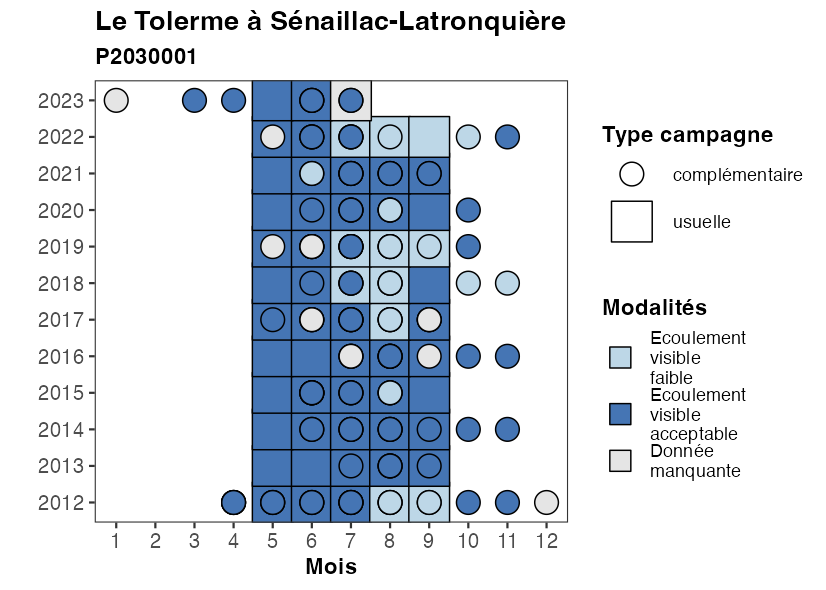 Le Tolerme à Sénaillac-Latronquière
P2030001
2023
2022
2021
2020
2019
2018
2017
2016
2015
2014
2013
2012
1 2 3 4 5 6 7 8 9 10 11 12
Mois
Type campagne
complémentaire
usuelle
Modalités
Ecoulement
visible
faible
Ecoulement
visible
acceptable
Donnée
manquante